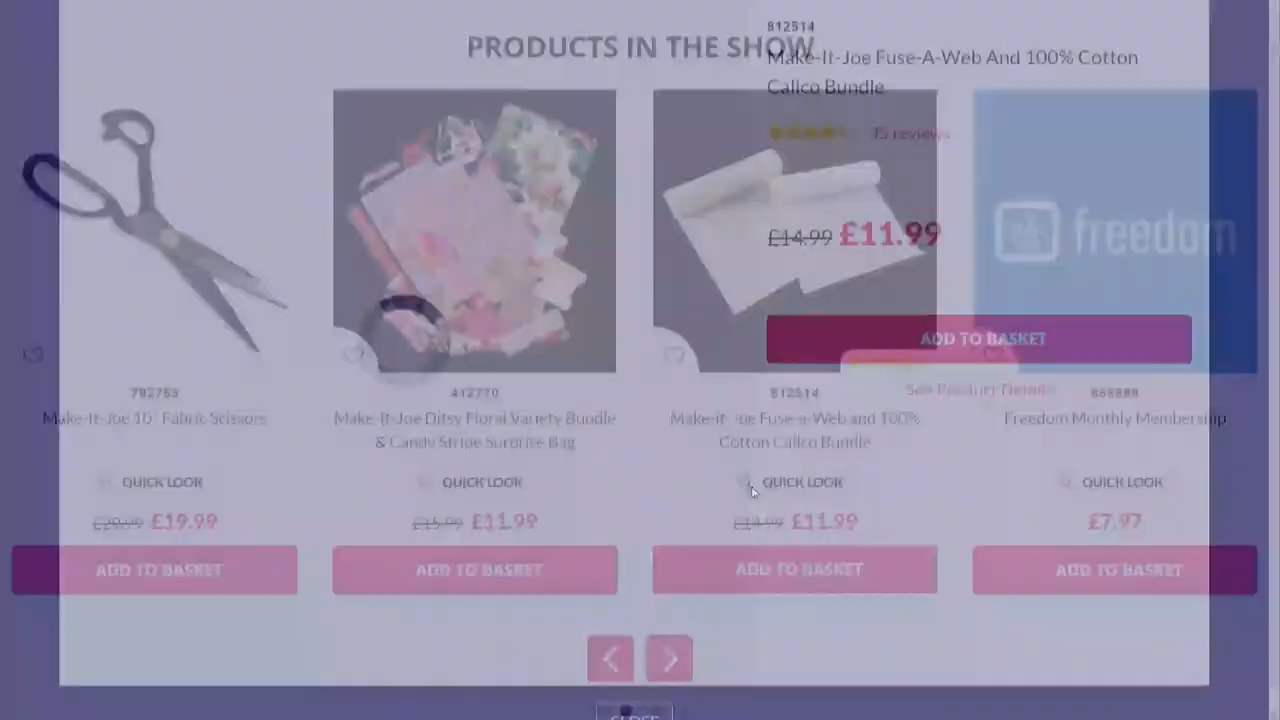 812514
PRODUCTS IN THE SHOW
Make-It-Joe Fuse-A-Web And 100% Cotton
Calico Bundle
15 reviews
£14.99 £11.99
freedom
ADD TO BASKET
See Product Details
792753
Make-It-Joe 10" Fabric Scissors
QUICK LOOK
£29.99 £19.99
ADD TO BASKET
412770
Make-It-Joe Ditsy Floral Variety Bundle
& Candy Stripe Surprise Bag
QUICK LOOK
£15.99 £11.99
ADD TO BASKET
812514
Make-it-Joe Fuse-a-Web and 100%
Cotton Calico Bundle
QUICK LOOK
£14.99 £11.99
ADD TO BASKET
Freedom Monthly Membership
QUICK LOOK
£7.97
ADD TO BASKET
CLOSE